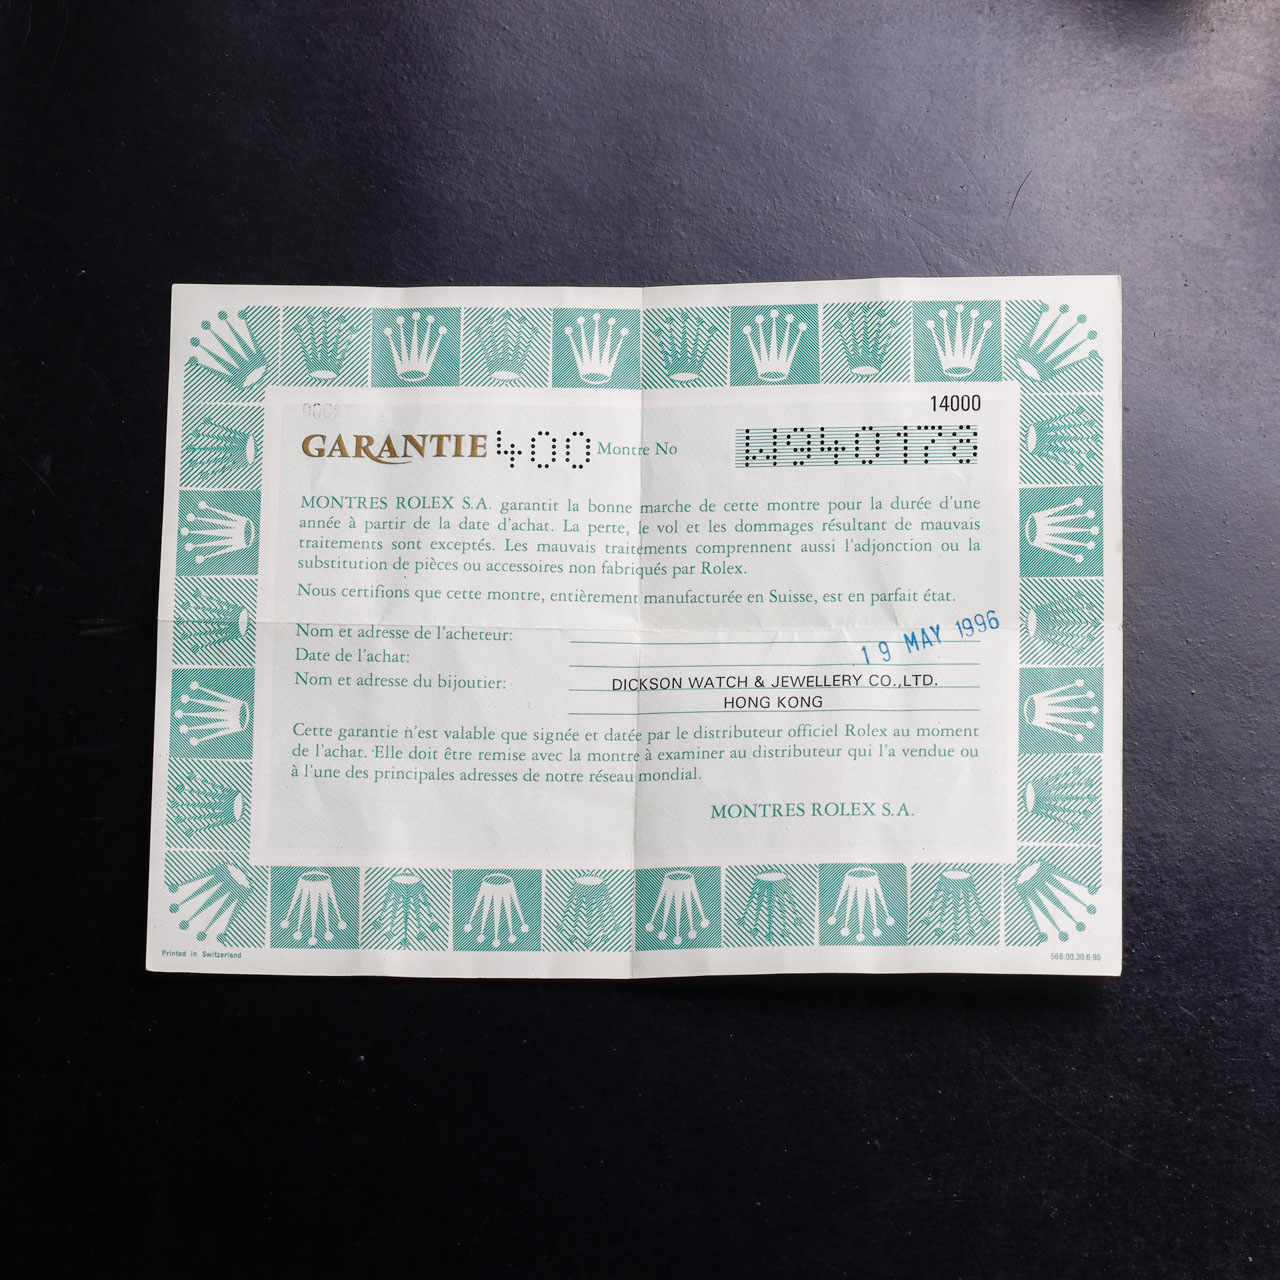 14000
GARANTIE 400 Montre No W940178
MONTRES ROLEX S.A. garantit la bonne marche de cette montre pour la durée d'une
année à partir de la date d'achat. La perte, le vol et les dommages résultant de mauvais
traitements sont exceptés. Les mauvais traitements comprennent aussi l'adjonction ou la
substitution de pièces ou accessoires non fabriqués par Rolex.
Nous certifions que cette montre, entièrement manufacturée en Suisse, est en parfait état.
Nom et adresse de l'acheteur:
19 MAY 1996
Date de l'achat:
Nom et adresse du bijoutier: DICKSON WATCH & JEWELLERY CO.,LTD.
HONG KONG
Cette garantie n'est valable que signée et datée par le distributeur officiel Rolex au moment
de l'achat. Elle doit être remise avec la montre à examiner au distributeur qui l'a vendue ou
à l'une des principales adresses de notre réseau mondial.
MONTRES ROLEX S.A.
Printed in Switzerland 568.00.30.6.95